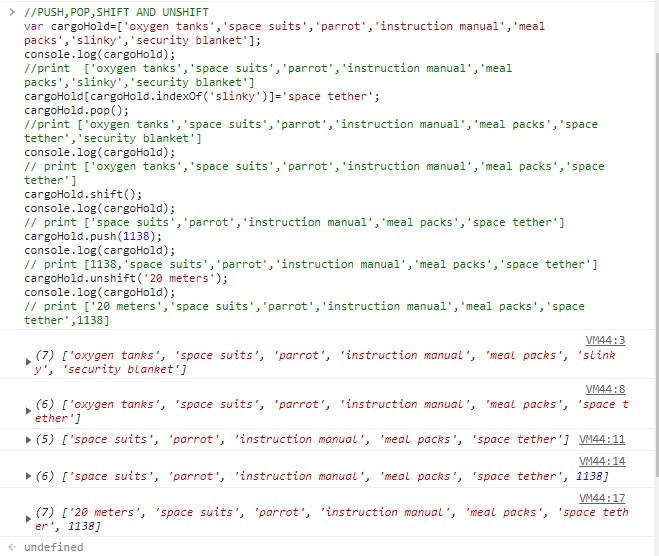 > //PUSH,POP,SHIFT AND UNSHIFT
var cargoHold=['oxygen tanks','space suits','parrot','instruction manual','meal
packs','slinky','security blanket'];
console.log(cargoHold);
//print  ['oxygen tanks','space suits','parrot','instruction manual','meal
packs','slinky','security blanket']
cargoHold[cargoHold.indexOf('slinky')]='space tether';
cargoHold.pop();
//print ['oxygen tanks','space suits','parrot','instruction manual','meal packs','space
tether','security blanket']
console.log(cargoHold);
// print ['oxygen tanks','space suits','parrot','instruction manual','meal packs','space
tether']
cargoHold.shift();
console.log(cargoHold);
// print ['space suits','parrot','instruction manual','meal packs','space tether']
cargoHold.push(1138);
console.log(cargoHold);
// print [1138,'space suits','parrot','instruction manual','meal packs','space tether']
cargoHold.unshift('20 meters');
console.log(cargoHold);
// print ['20 meters','space suits','parrot','instruction manual','meal packs','space
tether',1138]
VM44:3
(7) ['oxygen tanks', 'space suits', 'parrot', 'instruction manual', 'meal packs', 'slink
y', 'security blanket']
VM44:8
(6) ['oxygen tanks', 'space suits', 'parrot', 'instruction manual', 'meal packs', 'space t
ether']
(5) ['space suits', 'parrot', 'instruction manual', 'meal packs', 'space tether'] VM44:11
VM44:14
(6) ['space suits', 'parrot', 'instruction manual', 'meal packs', 'space tether', 1138]
VM44:17
(7) ['20 meters', 'space suits', 'parrot', 'instruction manual', 'meal packs', 'space teth
er', 1138]
undefined